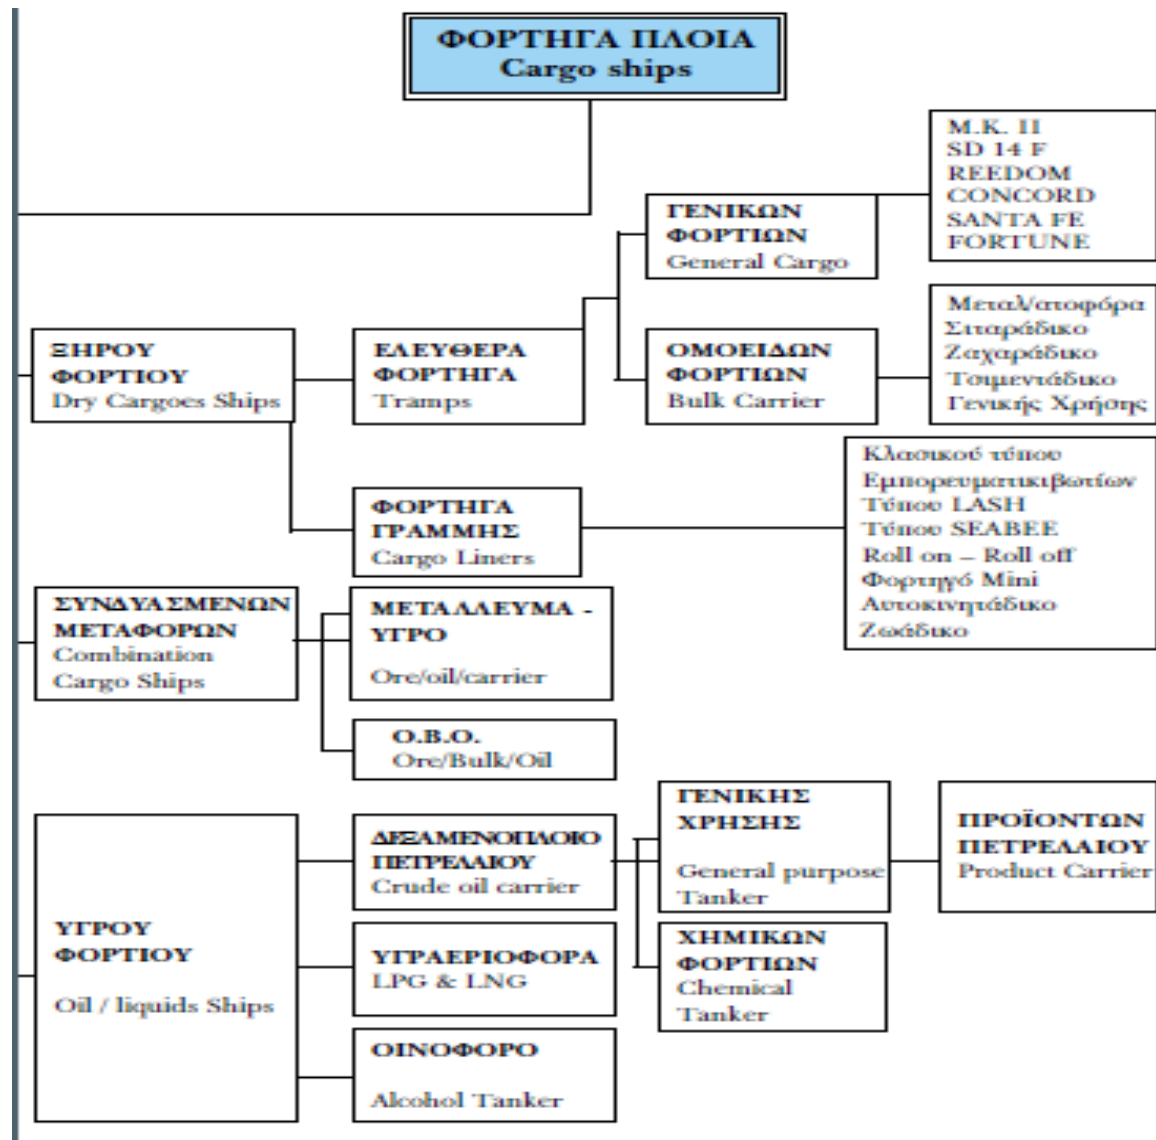 ΦΟΡΤΗΓΑ ΠΛΟΙΑ
Cargo ships
M.K. II
SD 14 F
REEDOM
CONCORD
SANTA FE
FORTUNE
ΓΕΝΙΚΩΝ
ΦΟΡΤΙΩΝ
General Cargo
ΞΗΡΟΥ
ΦΟΡΤΙΟΥ
Dry Cargoes Ships
ΕΛΕΥΘΕΡΑ
ΦΟΡΤΗΓΑ
Tramps
ΟΜΟΕΙΔΩΝ
ΦΟΡΤΙΩΝ
Bulk Carrier
Μεταλ/ατοφόρα
Σιταράδικο
Ζαχαράδικο
Τσιμεντάδικο
Γενικής Χρήσης
ΦΟΡΤΗΓΑ
ΓΡΑΜΜΗΣ
Cargo Liners
Κλασικού τύπου
Εμπορευματικιβωτίων
Τύπου LASH
Τύπου SEABEE
Roll on – Roll off
Φορτηγό Mini
Αυτοκινητάδικο
Ζωάδικο
ΣΥΝΔΥΑΣΜΕΝΩΝ
ΜΕΤΑΦΟΡΩΝ
Combination
Cargo Ships
ΜΕΤΑΛΛΕΥΜΑ -
ΥΓΡΟ
Ore/oil/carrier
O.B.O.
Ore/Bulk/Oil
ΥΓΡΟΥ
ΦΟΡΤΙΟΥ
Oil / liquids Ships
ΔΕΞΑΜΕΝΟΠΛΟΙΟ
ΠΕΤΡΕΛΑΙΟΥ
Crude oil carrier
ΓΕΝΙΚΗΣ
ΧΡΗΣΗΣ
General purpose
Tanker
ΠΡΟΪΟΝΤΩΝ
ΠΕΤΡΕΛΑΙΟΥ
Product Carrier
ΥΓΡΑΕΡΙΟΦΟΡΑ
LPG & LNG
ΧΗΜΙΚΩΝ
ΦΟΡΤΙΩΝ
Chemical
Tanker
ΟΙΝΟΦΟΡΟ
Alcohol Tanker